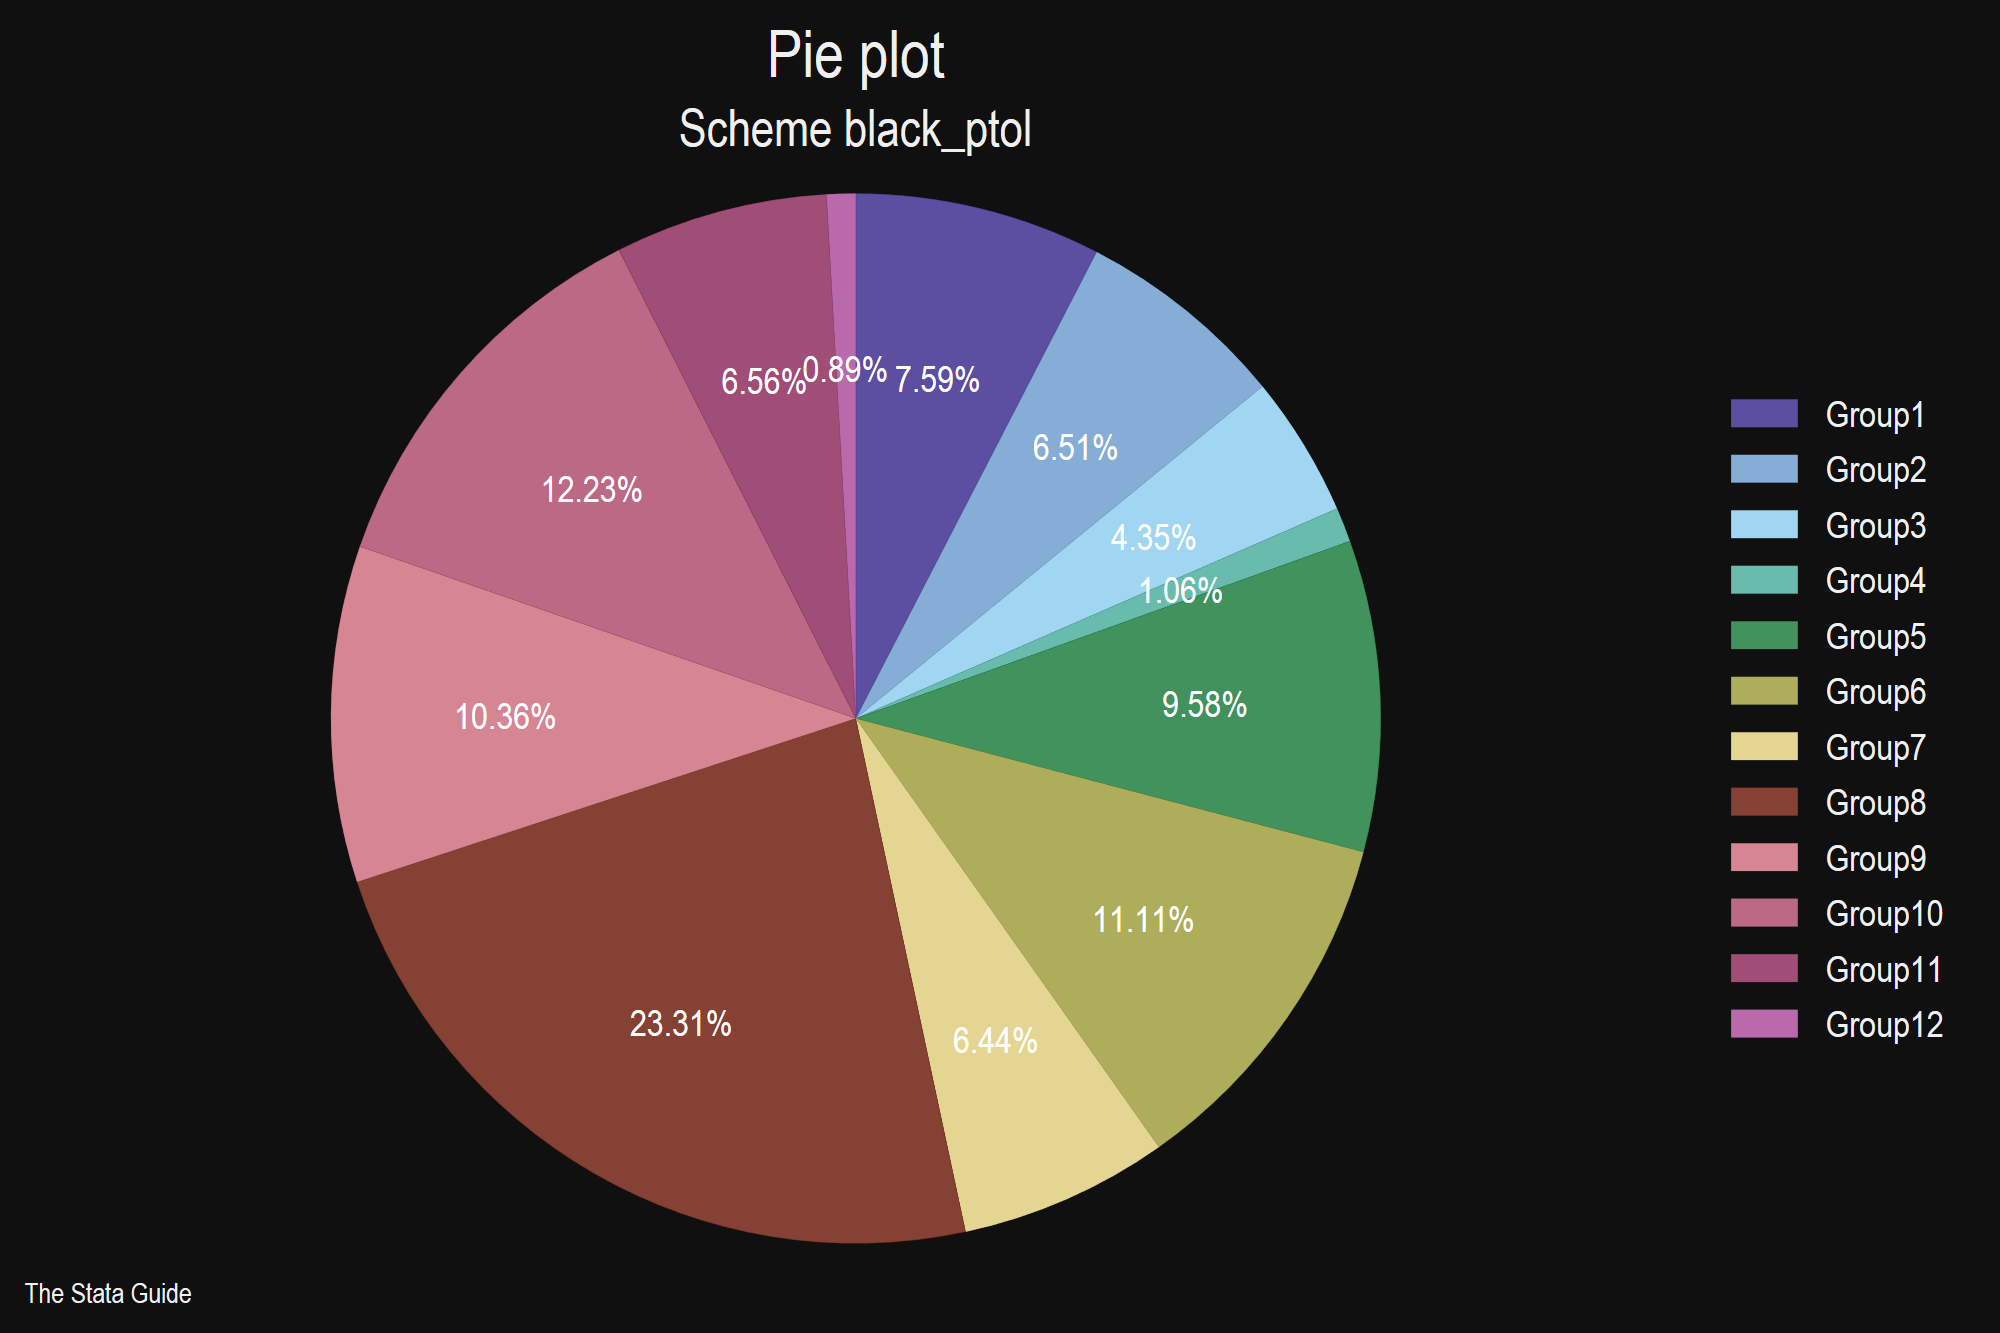 Pie plot
Scheme black_ptol
0.89%
7.59%
6.56%
6.51%
12.23%
4.35%
1.06%
9.58%
10.36%
11.11%
23.31%
6.44%
Group1
Group2
Group3
Group4
Group5
Group6
Group7
Group8
Group9
Group10
Group11
Group12
The Stata Guide